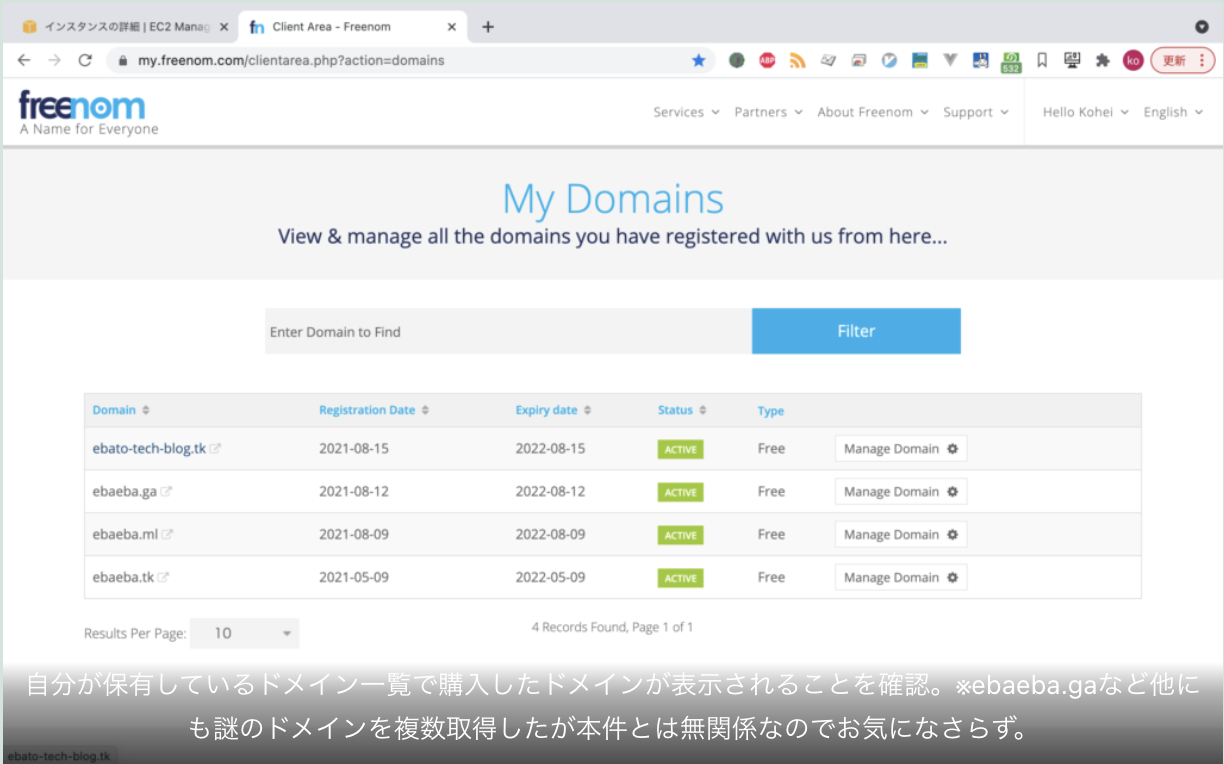 インスタンスの詳細 | EC2 Manag
Client Area - Freenom
my.freenom.com/clientarea.php?action=domains
ABP
532
ko
更新
freenom
A Name for Everyone
Services Partners About Freenom Support Hello Kohei English
My Domains
View & manage all the domains you have registered with us from here...
Enter Domain to Find Filter
Domain Registration Date Expiry date Status Type
ebato-tech-blog.tk 2021-08-15 2022-08-15 ACTIVE Free Manage Domain
ebaeba.ga 2021-08-12 2022-08-12 ACTIVE Free Manage Domain
ebaeba.ml 2021-08-09 2022-08-09 ACTIVE Free Manage Domain
ebaeba.tk 2021-05-09 2022-05-09 ACTIVE Free Manage Domain
Results Per Page: 10 4 Records Found, Page 1 of 1
自分が保有しているドメイン一覧で購入したドメインが表示されることを確認。※ebaeba.gaなど他に
も謎のドメインを複数取得したが本件とは無関係なのでお気になさらず。
ebato-tech-blog.tk